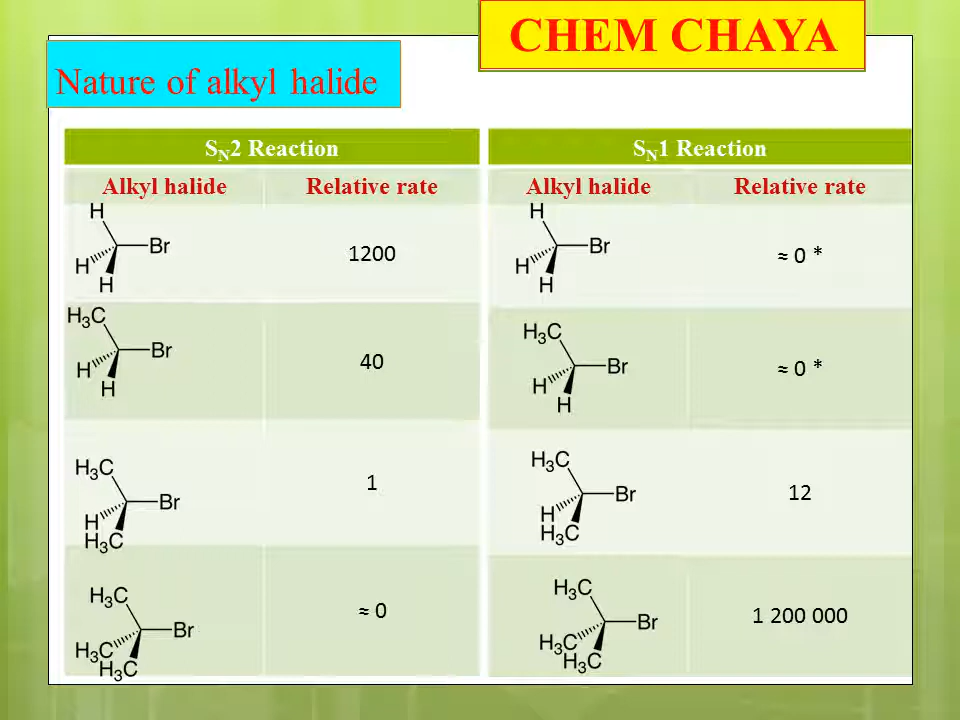 CHEM CHAYA
Nature of alkyl halide
SN2 Reaction
SN1 Reaction
Alkyl halide
Relative rate
Alkyl halide
Relative rate
H
Br
H
H
1200
H
Br
H
H
≈ 0 *
H3C
Br
H
H
40
H3C
Br
H
H
≈ 0 *
H3C
Br
H
H3C
1
H3C
Br
H
H3C
12
H3C
Br
H3C
H3C
≈ 0
H3C
Br
H3C
H3C
1 200 000